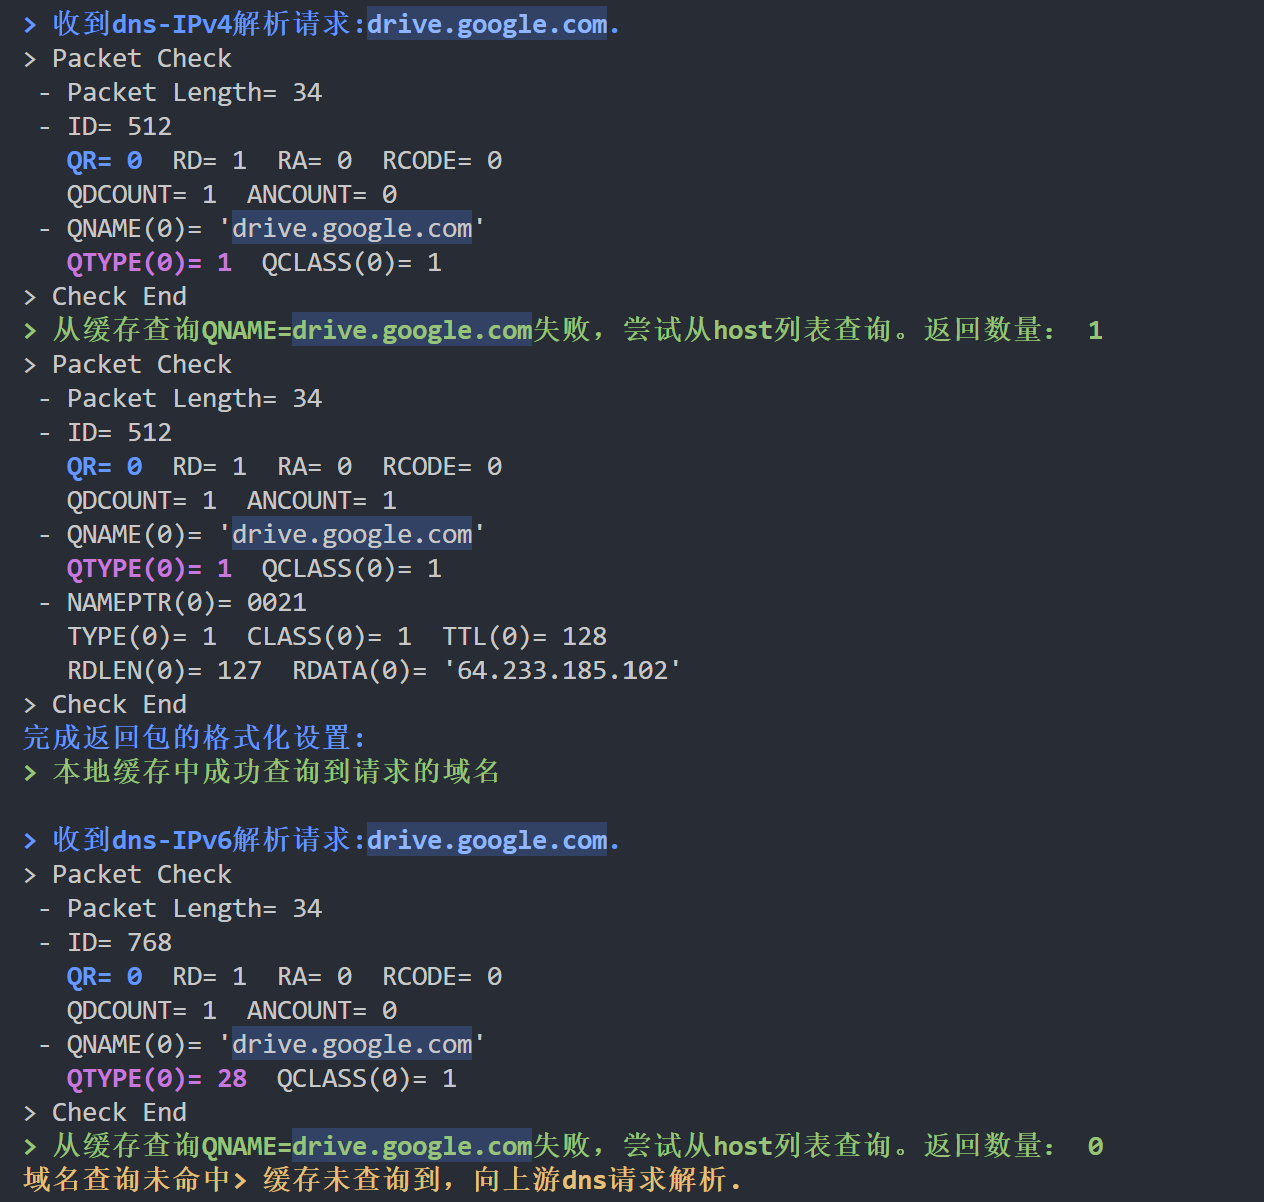 > 收到dns-IPv4解析请求:drive.google.com.
> Packet Check
- Packet Length= 34
- ID= 512
QR= 0  RD= 1  RA= 0  RCODE= 0
QDCOUNT= 1  ANCOUNT= 0
- QNAME(0)= 'drive.google.com'
QTYPE(0)= 1  QCLASS(0)= 1
> Check End
> 从缓存查询QNAME=drive.google.com失败，尝试从host列表查询。返回数量： 1
> Packet Check
- Packet Length= 34
- ID= 512
QR= 0  RD= 1  RA= 0  RCODE= 0
QDCOUNT= 1  ANCOUNT= 1
- QNAME(0)= 'drive.google.com'
QTYPE(0)= 1  QCLASS(0)= 1
- NAMEPTR(0)= 0021
TYPE(0)= 1  CLASS(0)= 1  TTL(0)= 128
RDLEN(0)= 127  RDATA(0)= '64.233.185.102'
> Check End
完成返回包的格式化设置:
> 本地缓存中成功查询到请求的域名
> 收到dns-IPv6解析请求:drive.google.com.
> Packet Check
- Packet Length= 34
- ID= 768
QR= 0  RD= 1  RA= 0  RCODE= 0
QDCOUNT= 1  ANCOUNT= 0
- QNAME(0)= 'drive.google.com'
QTYPE(0)= 28  QCLASS(0)= 1
> Check End
> 从缓存查询QNAME=drive.google.com失败，尝试从host列表查询。返回数量： 0
域名查询未命中> 缓存未查询到，向上游dns请求解析.